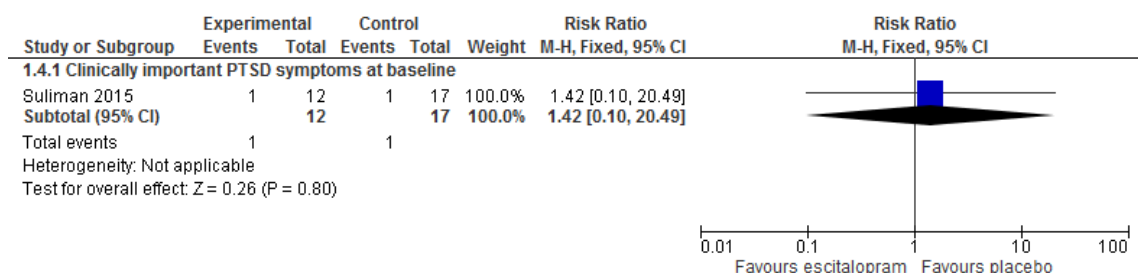 Experimental Control Risk Ratio Risk Ratio
Study or Subgroup Events Total Events Total Weight M-H, Fixed, 95% CI M-H, Fixed, 95% CI
1.4.1 Clinically important PTSD symptoms at baseline
Suliman 2015 1 12 1 17 100.0% 1.42 [0.10, 20.49]
Subtotal (95% CI) 12 17 100.0% 1.42 [0.10, 20.49]
Total events 1 1
Heterogeneity: Not applicable
Test for overall effect: Z = 0.26 (P = 0.80)
0.01 0.1 1 10 100
Favours escitalopram Favours placebo